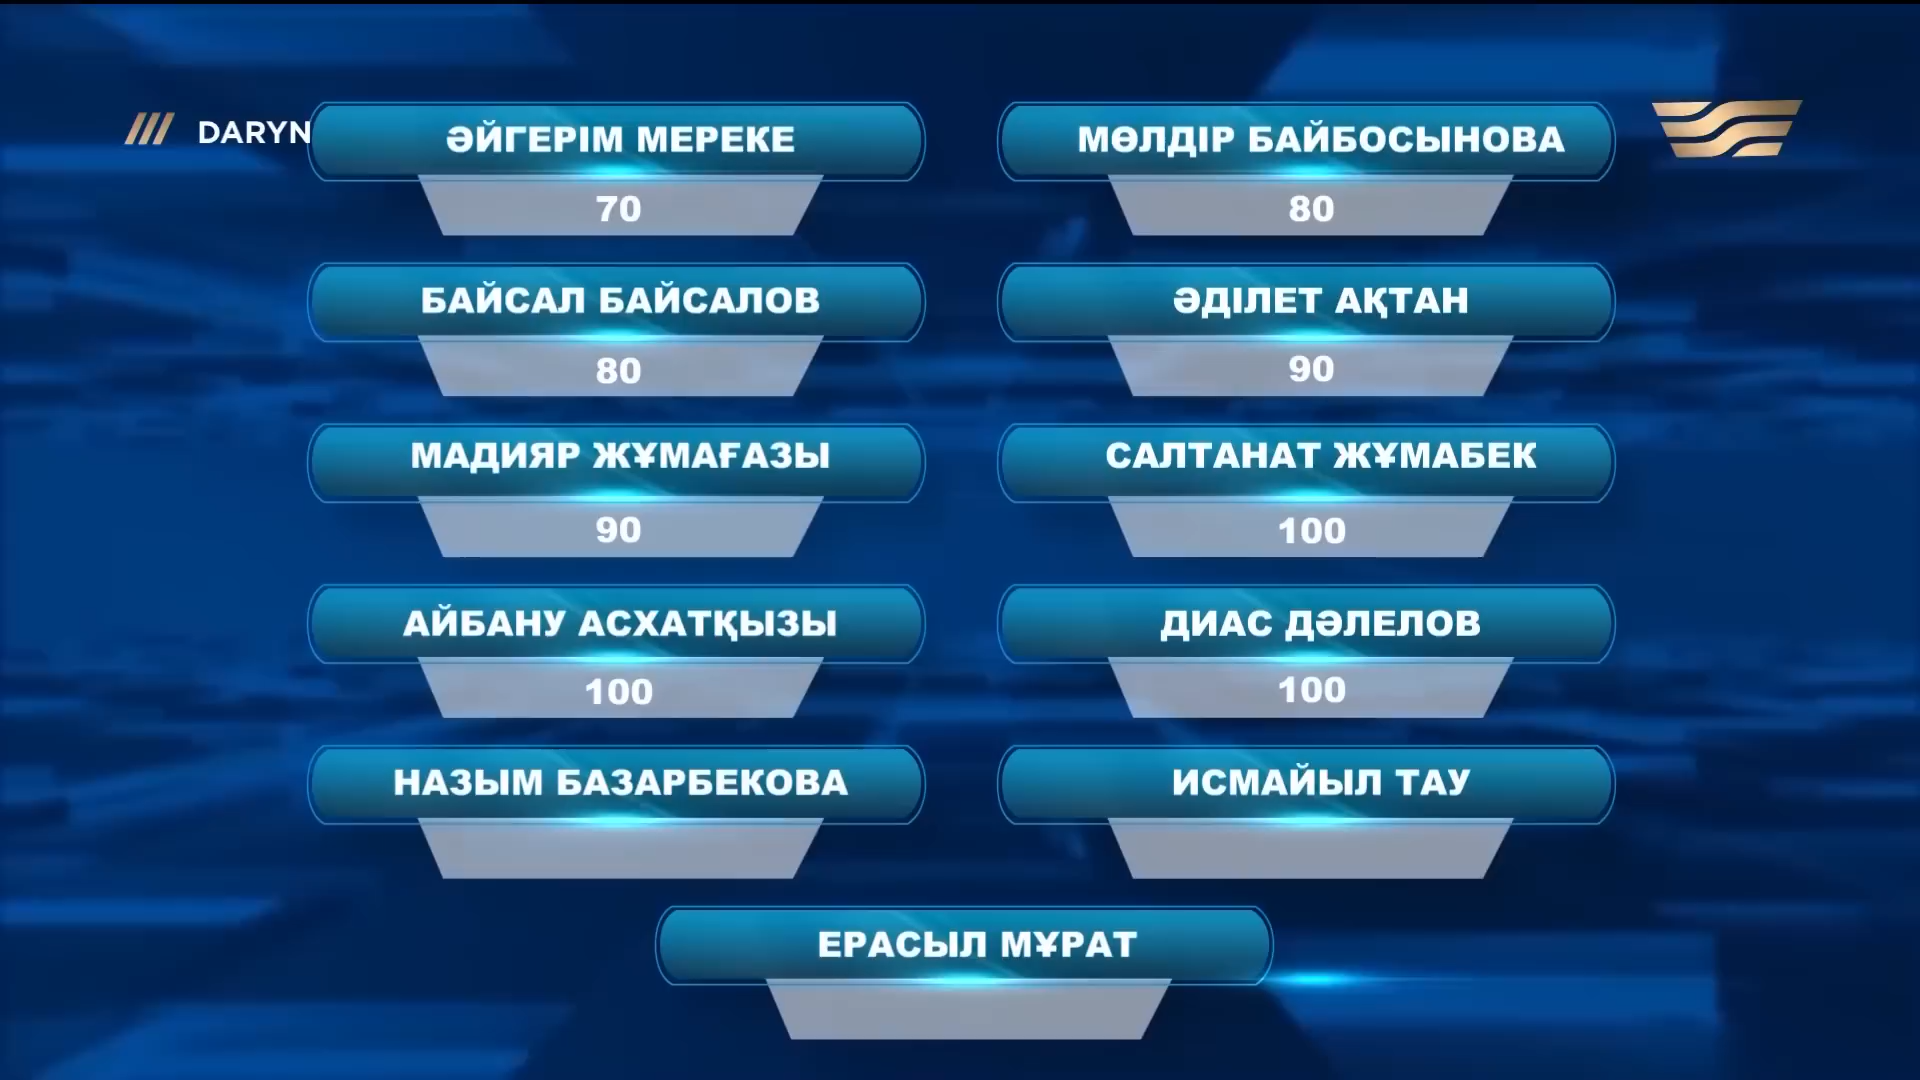 DARYN
ӘЙГЕРІМ МЕРЕКЕ
70
МӨЛДІР БАЙБОСЫНОВА
80
БАЙСАЛ БАЙСАЛОВ
80
ӘДІЛЕТ АҚТАН
90
МАДИЯР ЖҰМАҒАЗЫ
90
САЛТАНАТ ЖҰМАБЕК
100
АЙБАНУ АСХАТҚЫЗЫ
100
ДИАС ДӘЛЕЛОВ
100
НАЗЫМ БАЗАРБЕКОВА
ИСМАЙЫЛ ТАУ
ЕРАСЫЛ МҰРАТ